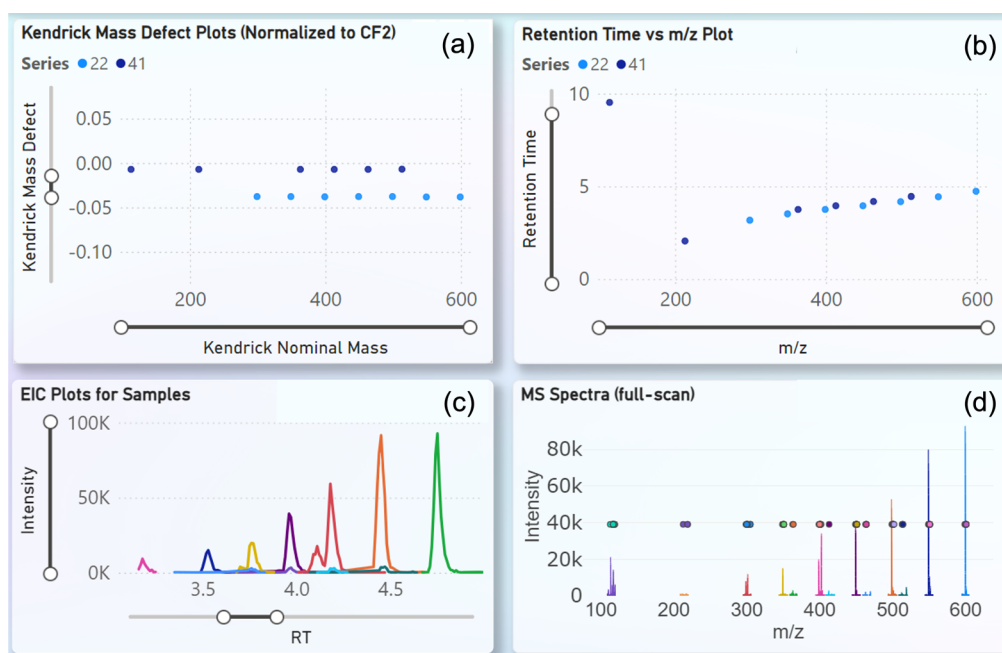 Kendrick Mass Defect Plots (Normalized to CF2)
(a)
Series 22 41
Kendrick Mass Defect
0.05
0.00
-0.05
-0.10
200 400 600
Kendrick Nominal Mass
Retention Time vs m/z Plot
(b)
Series 22 41
Retention Time
10
5
0
200 400 600
m/z
EIC Plots for Samples
(c)
Intensity
100K
50K
0K
3.5 4.0 4.5
RT
MS Spectra (full-scan)
(d)
Intensity
80k
60k
40k
20k
0
100 200 300 400 500 600
m/z